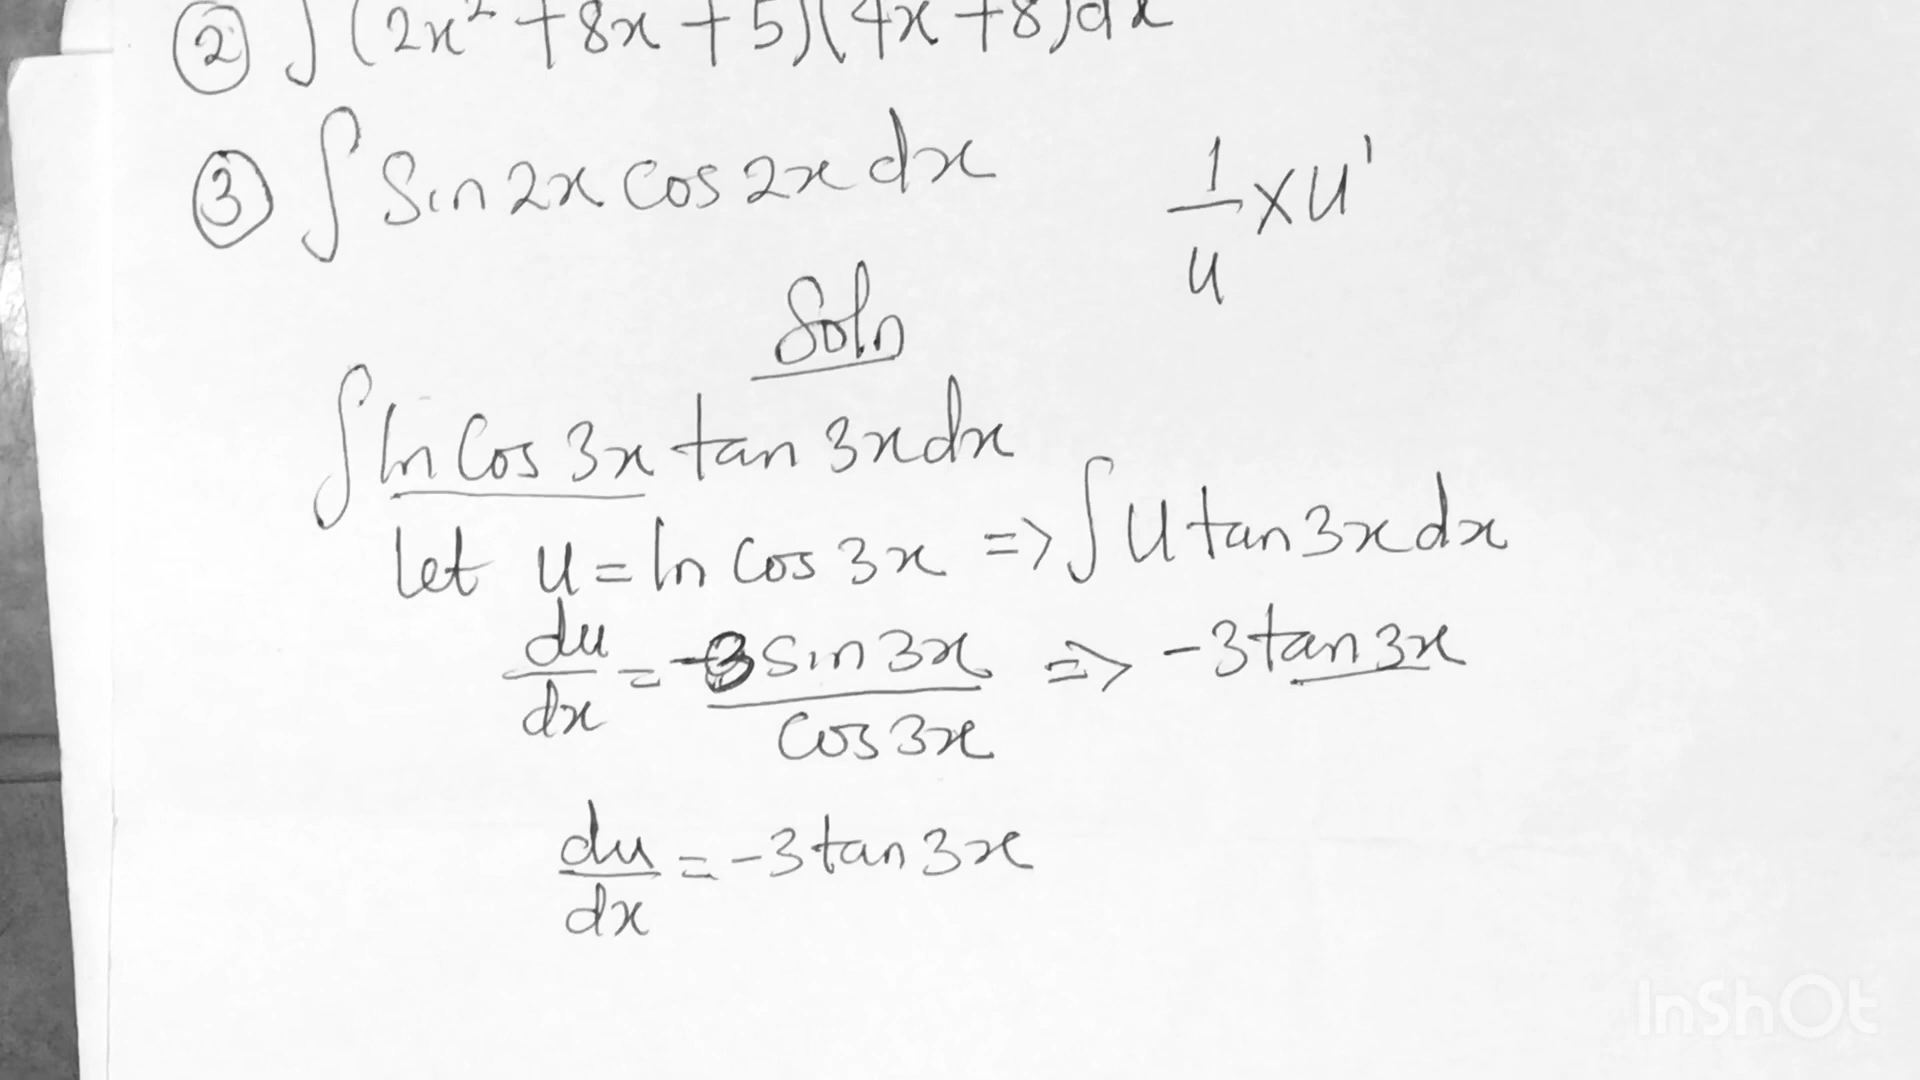 ② ∫(2x² + 8x + 5)(4x + 8)dx
③ ∫ Sin 2x Cos 2x dx
1/u × u'
Soln
∫ ln Cos 3x tan 3x dx
Let u = ln Cos 3x => ∫ u tan 3x dx
du/dx = -3 sin 3x / Cos 3x => -3 tan 3x
du/dx = -3 tan 3x
InShOt